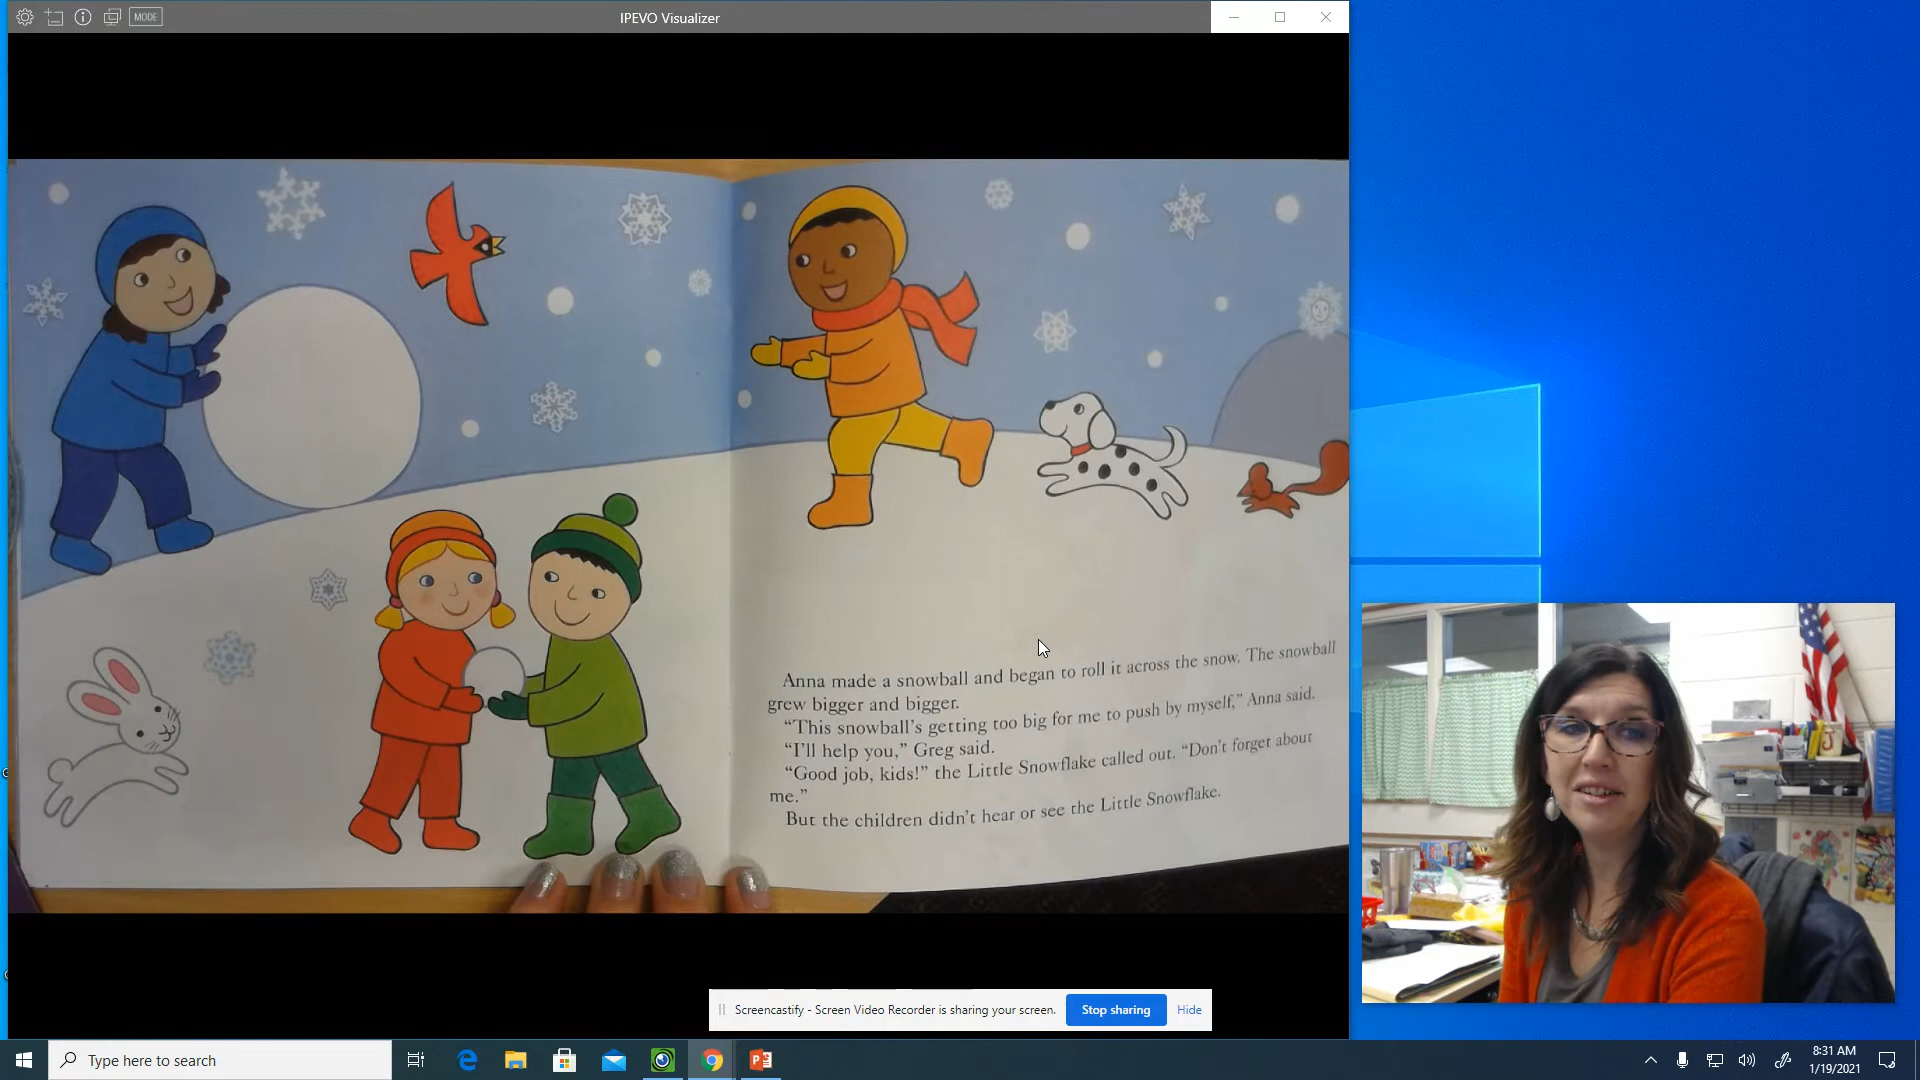 MODE
IPEVO Visualizer
Anna made a snowball and began to roll it across the snow. The snowball
grew bigger and bigger.
“This snowball’s getting too big for me to push by myself,” Anna said.
“I’ll help you,” Greg said.
“Good job, kids!” the Little Snowflake called out. “Don’t forget about
me.”
But the children didn’t hear or see the Little Snowflake.
Screencastify - Screen Video Recorder is sharing your screen.
Stop sharing
Hide
Type here to search
8:31 AM
1/19/2021